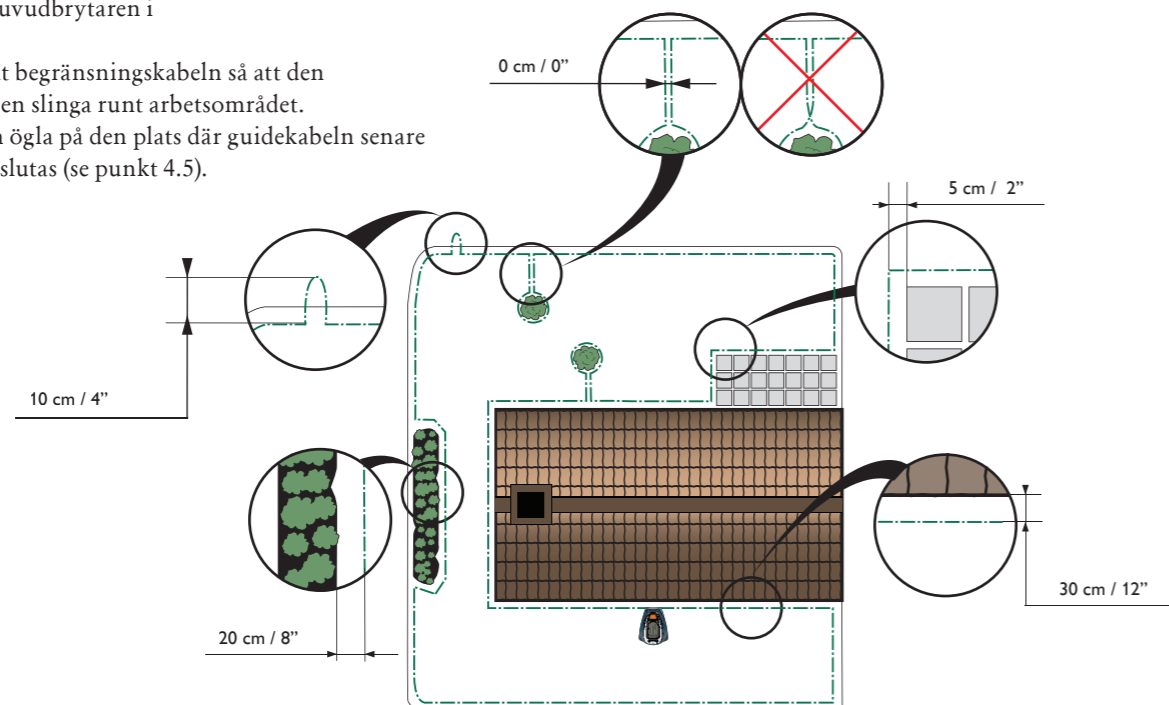 uvudbrytaren i
t begränsningskabeln så att den
en slinga runt arbetsområdet.
ögla på den plats där guidekabeln senare
slutas (se punkt 4.5).
0 cm / 0”
5 cm / 2”
10 cm / 4”
20 cm / 8”
30 cm / 12”